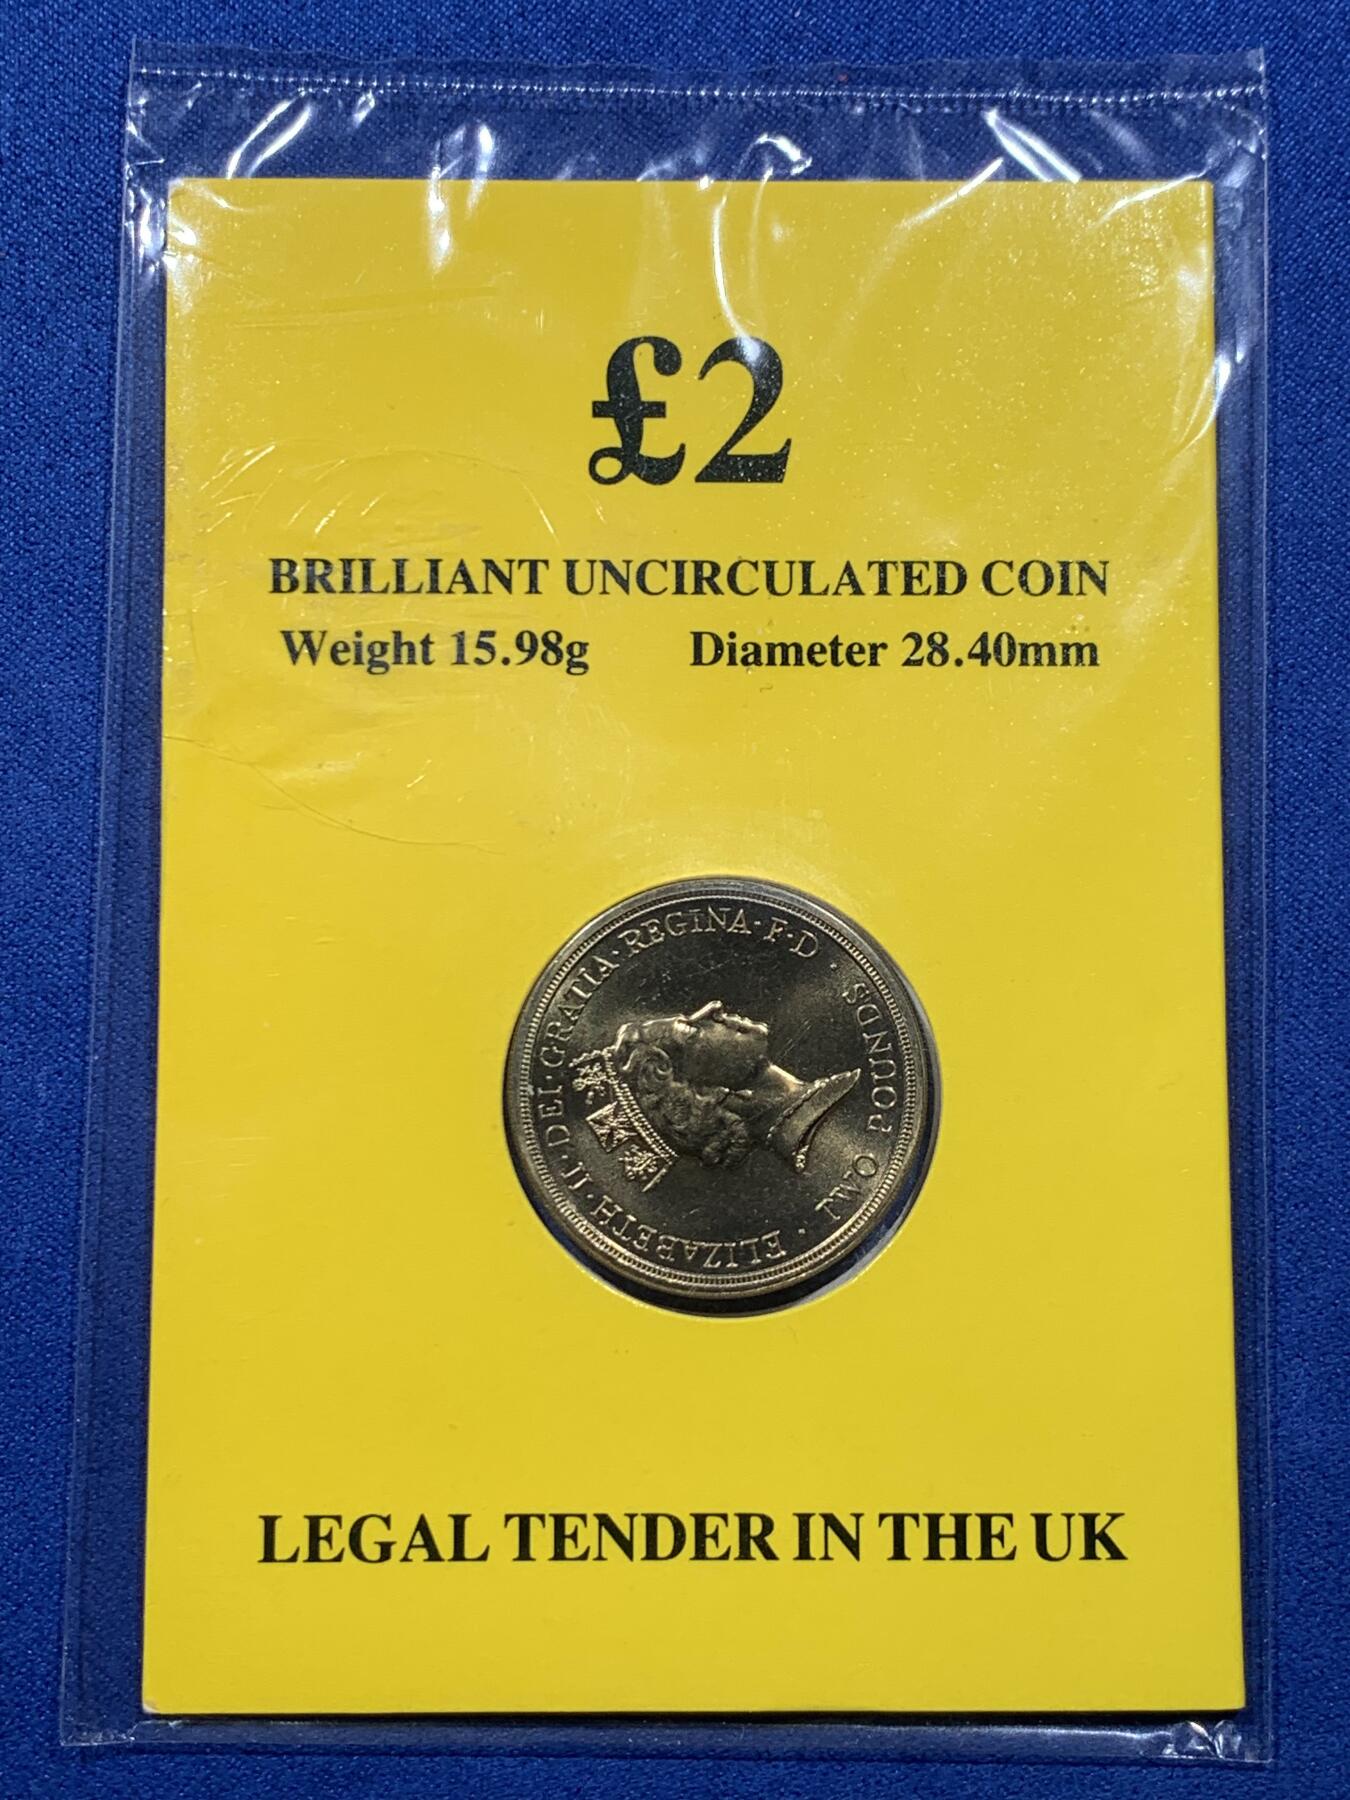 £2
BRILLIANT UNCIRCULATED COIN
Weight 15.98g Diameter 28.40mm
ELIZABETH·II·DEI·GRATIA·REGINA·F·D·
TWO POUNDS
LEGAL TENDER IN THE UK